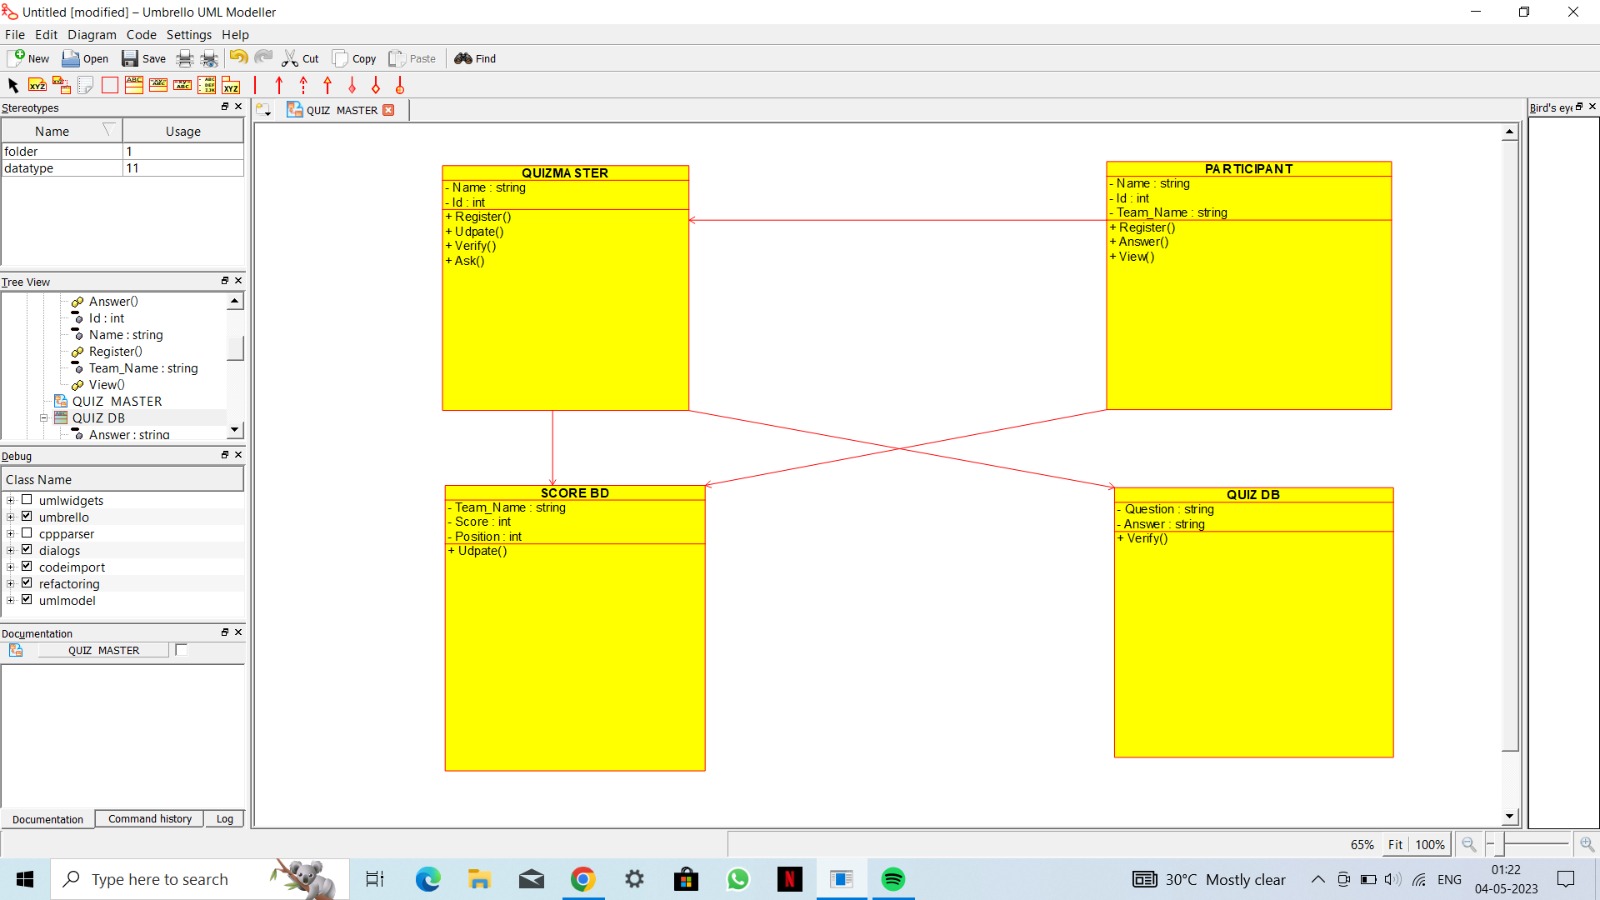 Untitled [modified] – Umbrello UML Modeller
File Edit Diagram Code Settings Help
New Open Save Cut Copy Paste Find
Stereotypes
Name Usage
folder 1
datatype 11
Tree View
Answer()
Id : int
Name : string
Register()
Team_Name : string
View()
QUIZ MASTER
QUIZ DB
Answer : string
Debug
Class Name
umlwidgets
umbrello
cppparser
dialogs
codeimport
refactoring
umlmodel
Documentation
QUIZ MASTER
Documentation Command history Log
QUIZ MASTER
Bird's eye
QUIZMASTER
- Name : string
- Id : int
+ Register()
+ Udpate()
+ Verify()
+ Ask()
PARTICIPANT
- Name : string
- Id : int
- Team_Name : string
+ Register()
+ Answer()
+ View()
SCORE BD
- Team_Name : string
- Score : int
- Position : int
+ Udpate()
QUIZ DB
- Question : string
- Answer : string
+ Verify()
65% Fit 100%
Type here to search
30°C Mostly clear
ENG
01:22
04-05-2023